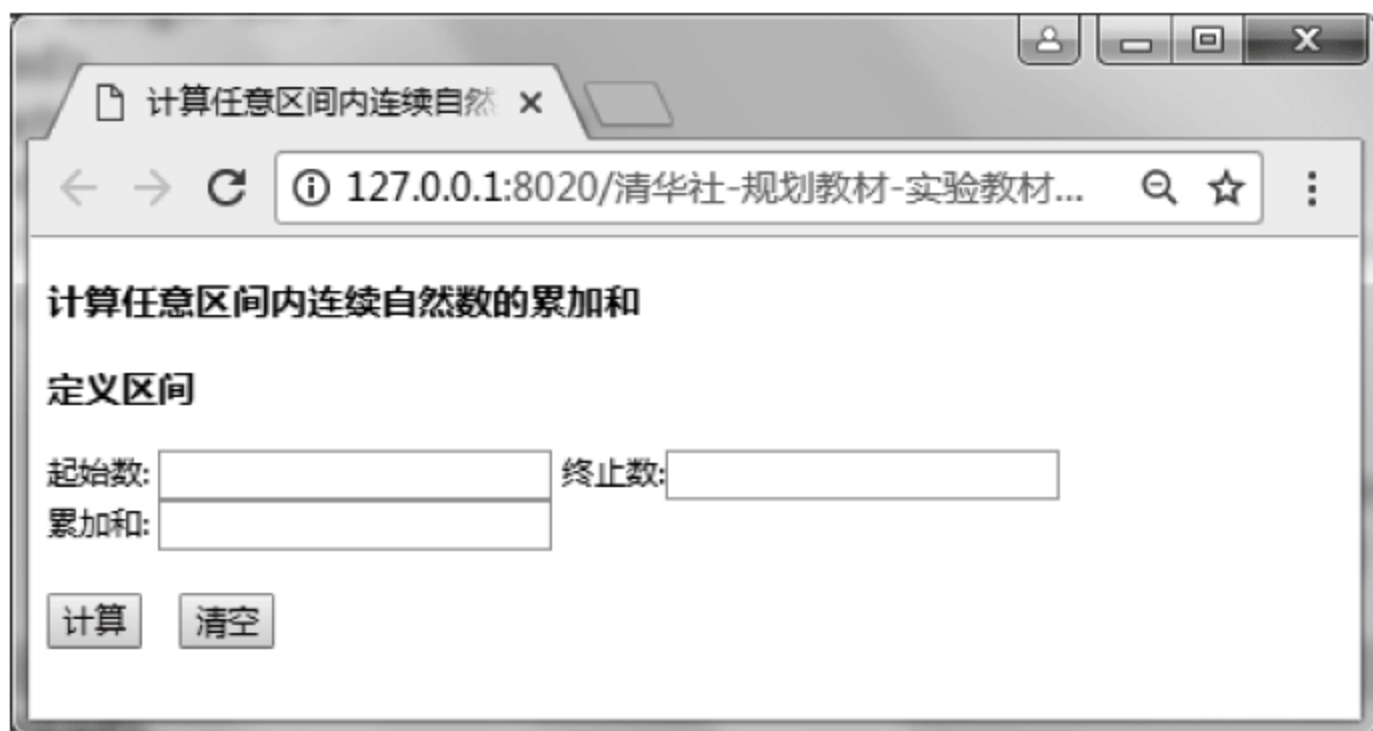 计算任意区间内连续自然
127.0.0.1:8020/清华社-规划教材-实验教材...
计算任意区间内连续自然数的累加和
定义区间
起始数: 终止数:
累加和:
计算 清空